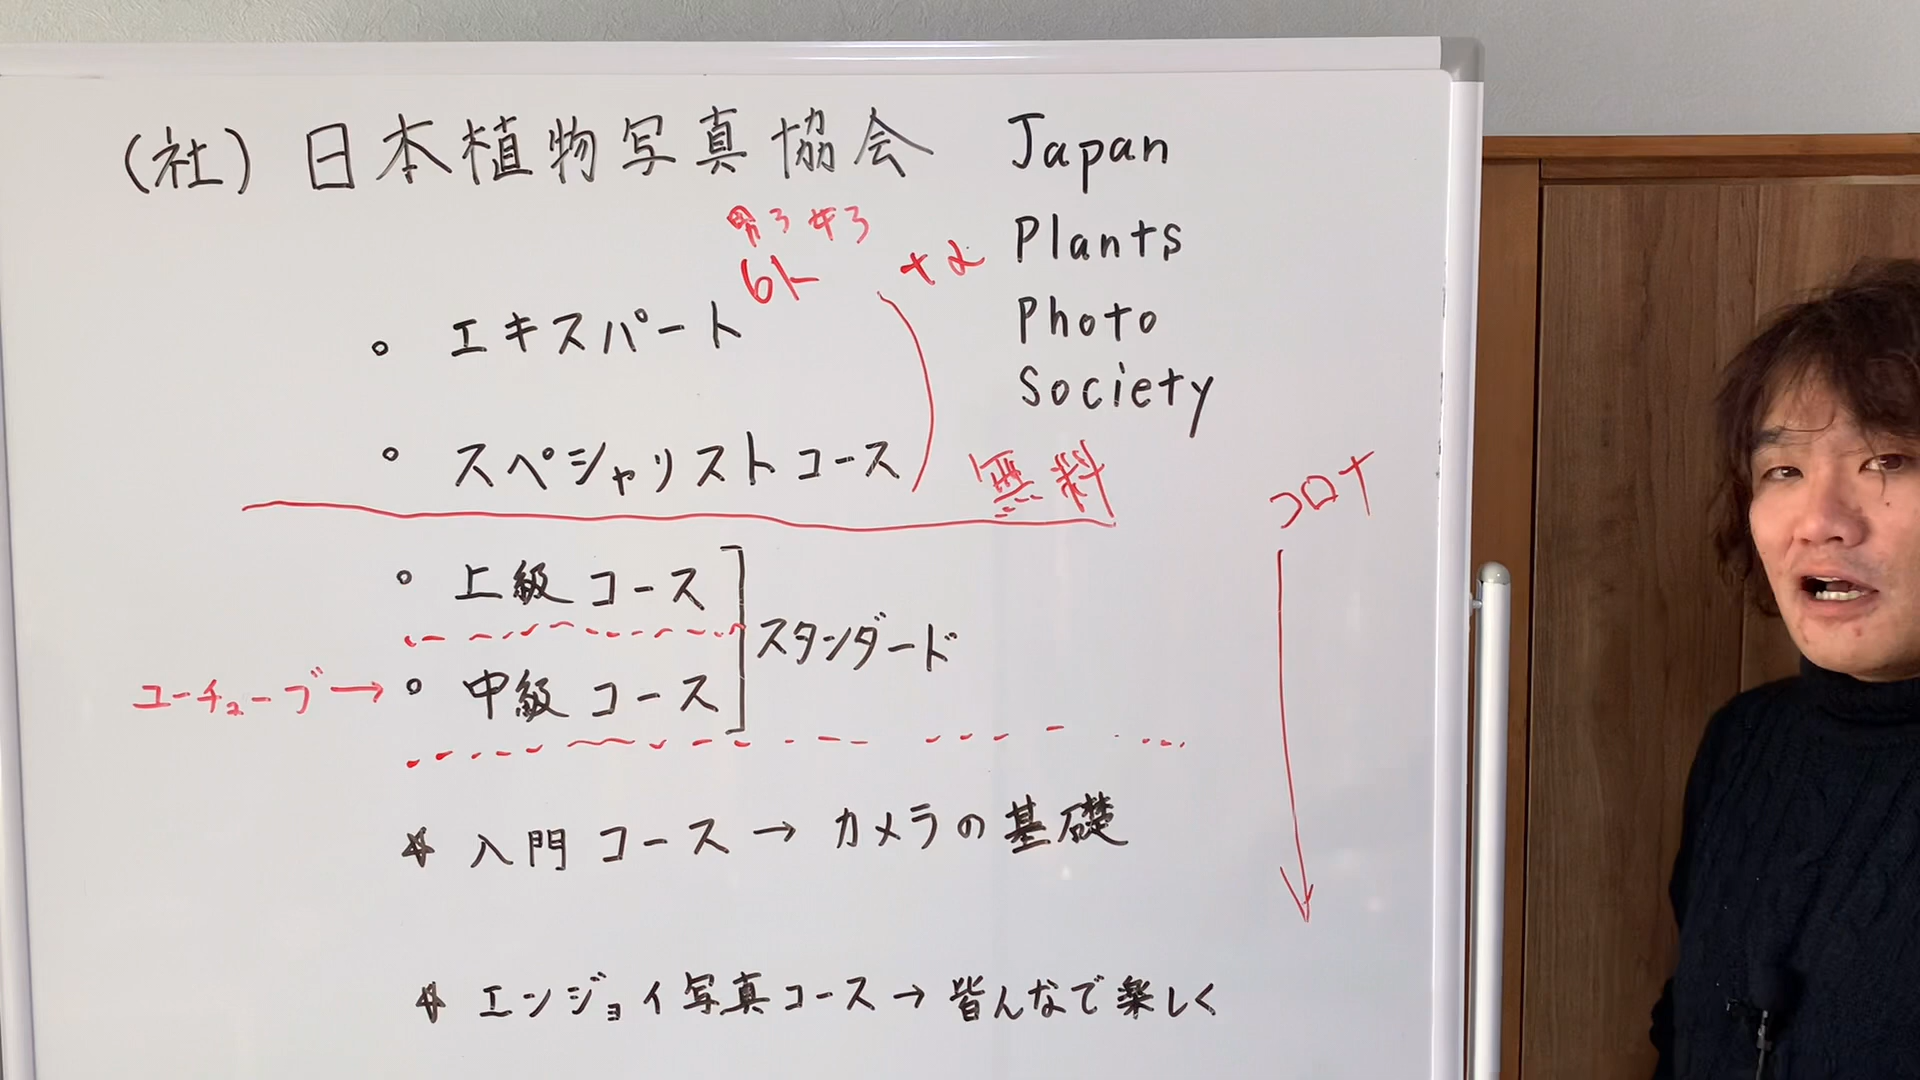 (社) 日本植物写真協会 Japan
Plants
Photo
Society
男3 女3
6人 +α
。エキスパート
。スペシャリストコース
無料
コロナ
。上級コース
スタンダード
ユーチューブ→。中級コース
☆ 入門コース→カメラの基礎
☆ エンジョイ写真コース→皆んなで楽しく